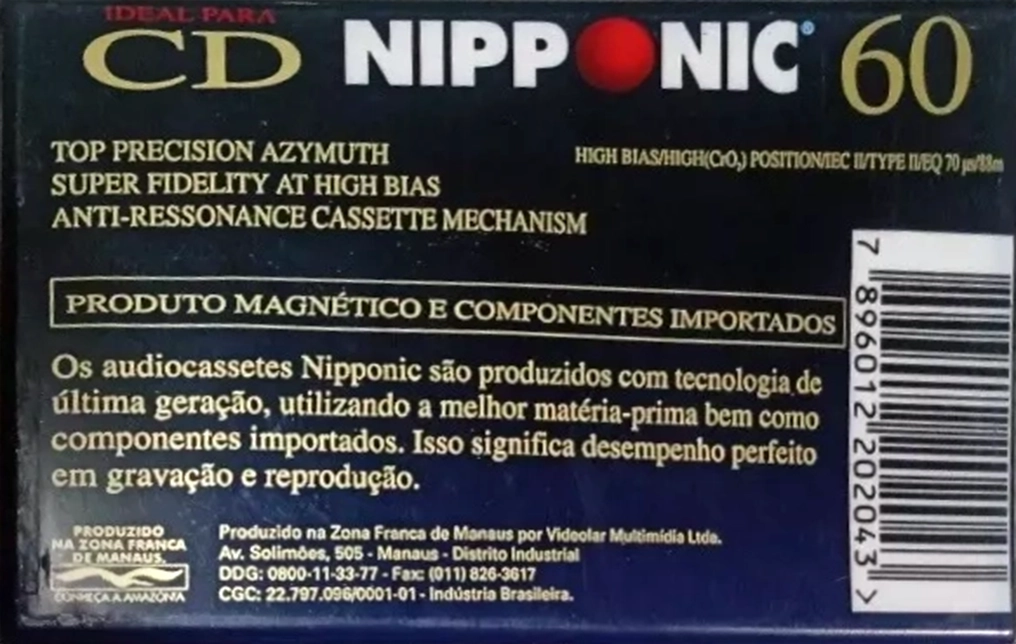 IDEAL PARA
CD NIPPONIC® 60
TOP PRECISION AZYMUTH
SUPER FIDELITY AT HIGH BIAS
ANTI-RESSONANCE CASSETTE MECHANISM
HIGH BIAS/HIGH(CrO₂) POSITION/IEC II/TYPE II/EQ 70 µs/88m
PRODUTO MAGNÉTICO E COMPONENTES IMPORTADOS
Os audiocassetes Nipponic são produzidos com tecnologia de
última geração, utilizando a melhor matéria-prima bem como
componentes importados. Isso significa desempenho perfeito
em gravação e reprodução.
PRODUZIDO
NA ZONA FRANCA
DE MANAUS.
CONHEÇA A AMAZÔNIA
Produzido na Zona Franca de Manaus por Videolar Multimídia Ltda.
Av. Solimões, 505 - Manaus - Distrito Industrial
DDG: 0800-11-33-77 - Fax: (011) 826-3617
CGC: 22.797.096/0001-01 - Indústria Brasileira.
7 896012 202043 >